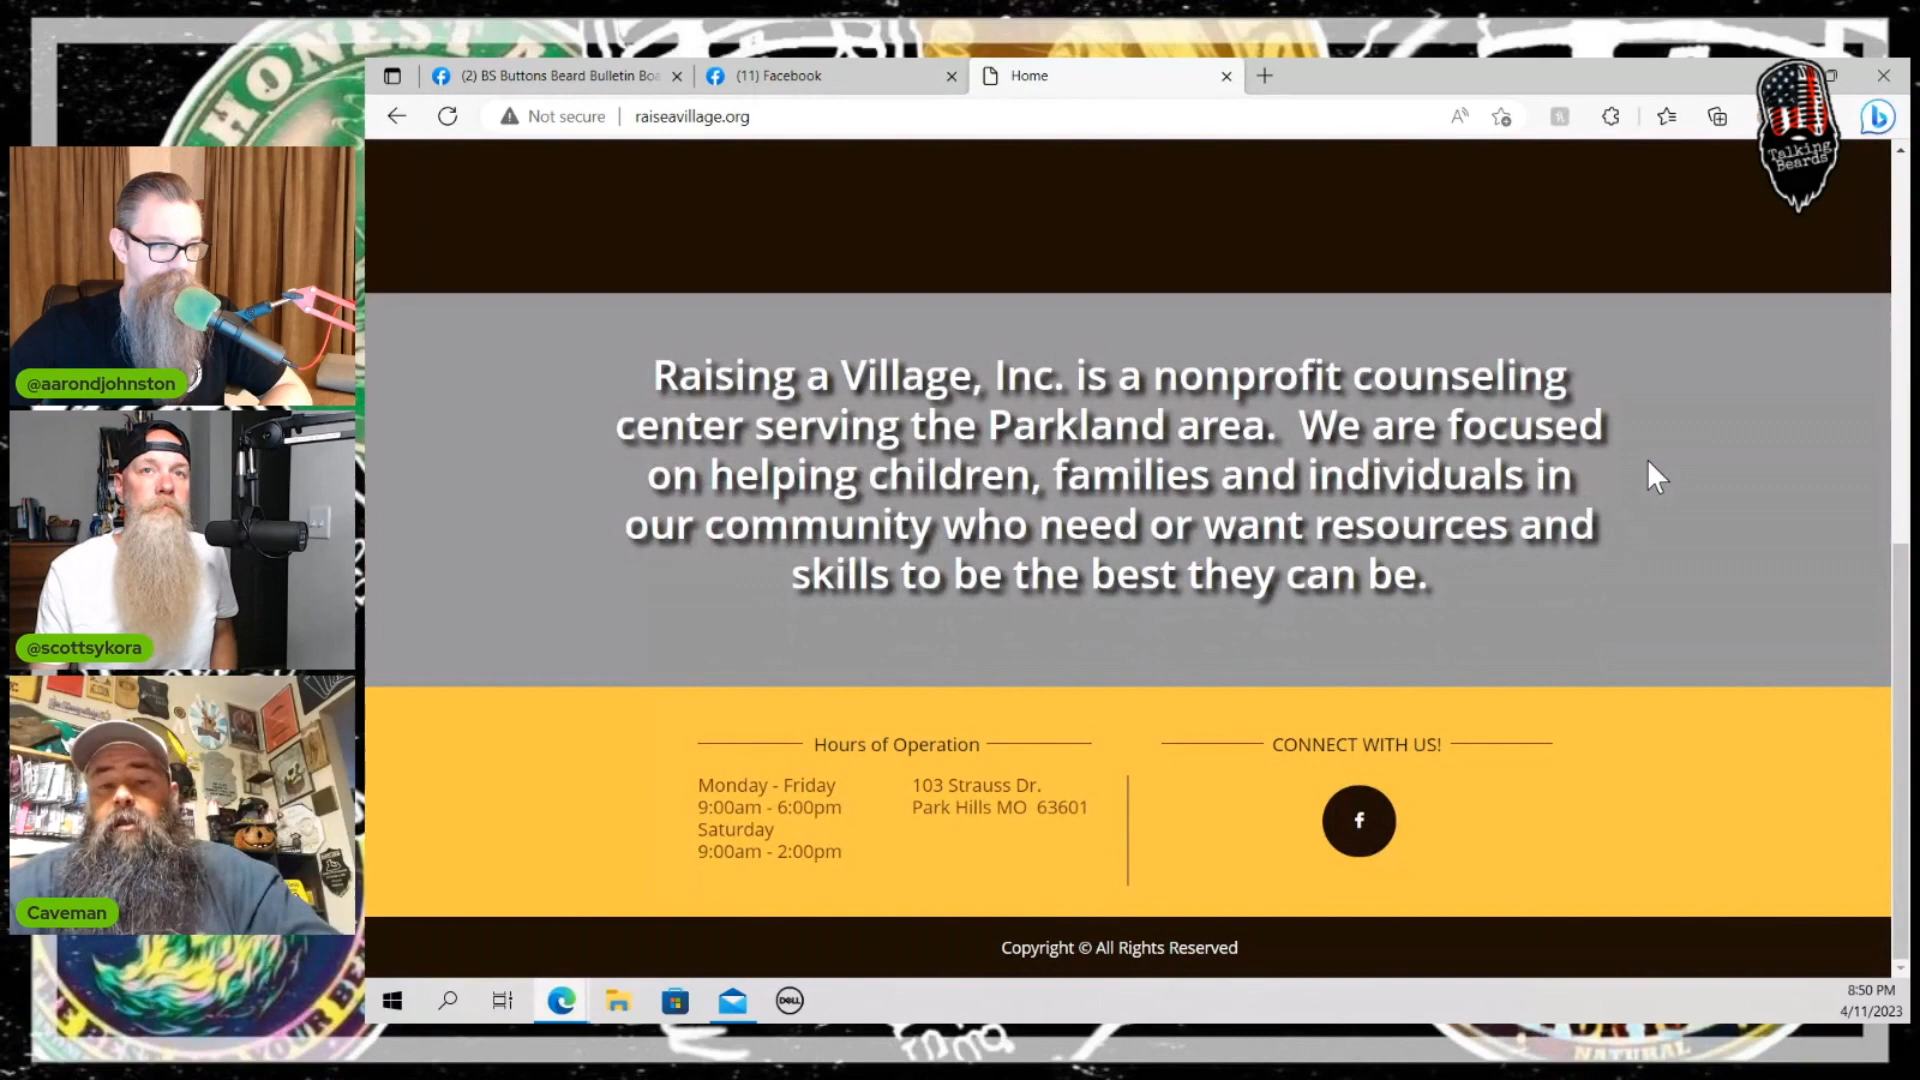 HONEST A
(2) BS Buttons Beard Bulletin Boa
(11) Facebook
Home
Not secure
raiseavillage.org
Talking
Beards
@aarondjohnston
@scottsykora
Caveman
Raising a Village, Inc. is a nonprofit counseling
center serving the Parkland area. We are focused
on helping children, families and individuals in
our community who need or want resources and
skills to be the best they can be.
Hours of Operation
CONNECT WITH US!
Monday - Friday
9:00am - 6:00pm
Saturday
9:00am - 2:00pm
103 Strauss Dr.
Park Hills MO 63601
Copyright © All Rights Reserved
DELL
8:50 PM
4/11/2023
NATURAL